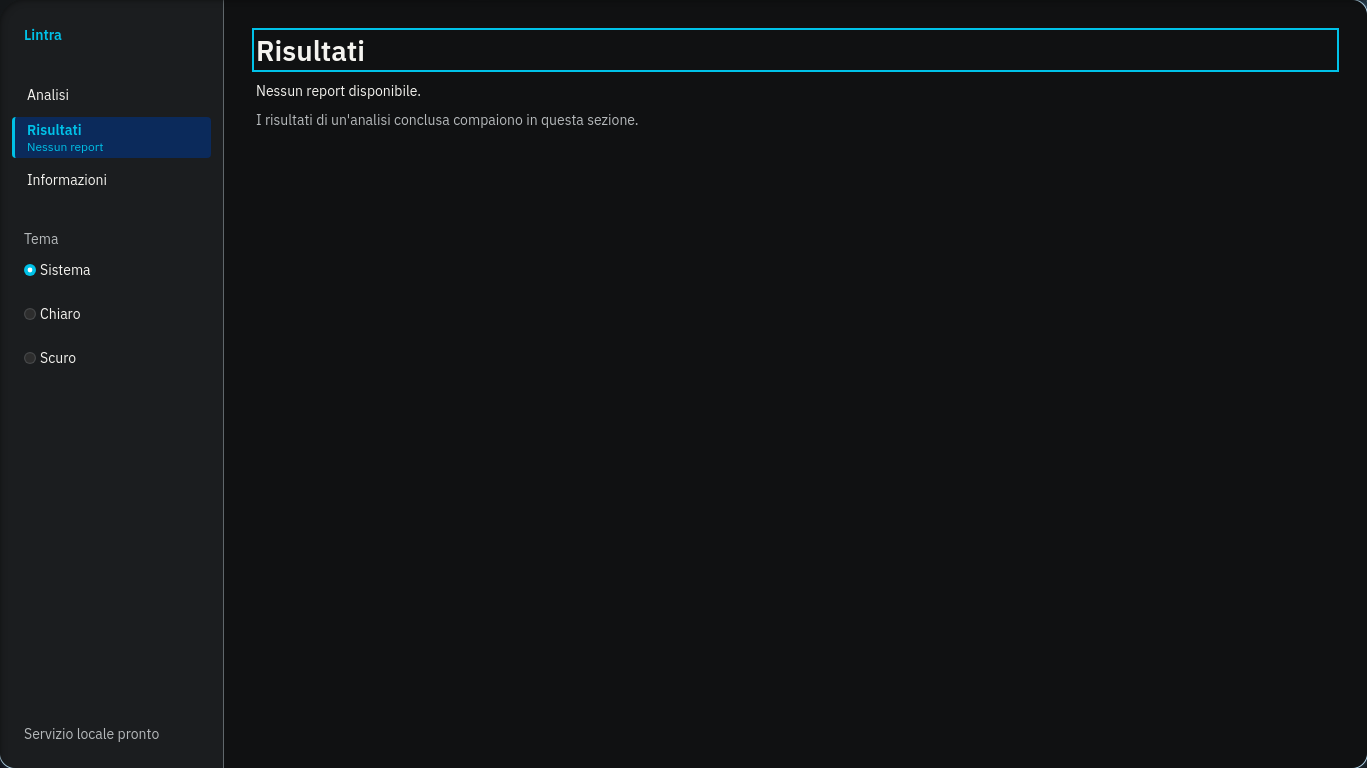 Lintra
Analisi
Risultati
Nessun report
Informazioni
Tema
Sistema
Chiaro
Scuro
Servizio locale pronto
Risultati
Nessun report disponibile.
I risultati di un'analisi conclusa compaiono in questa sezione.